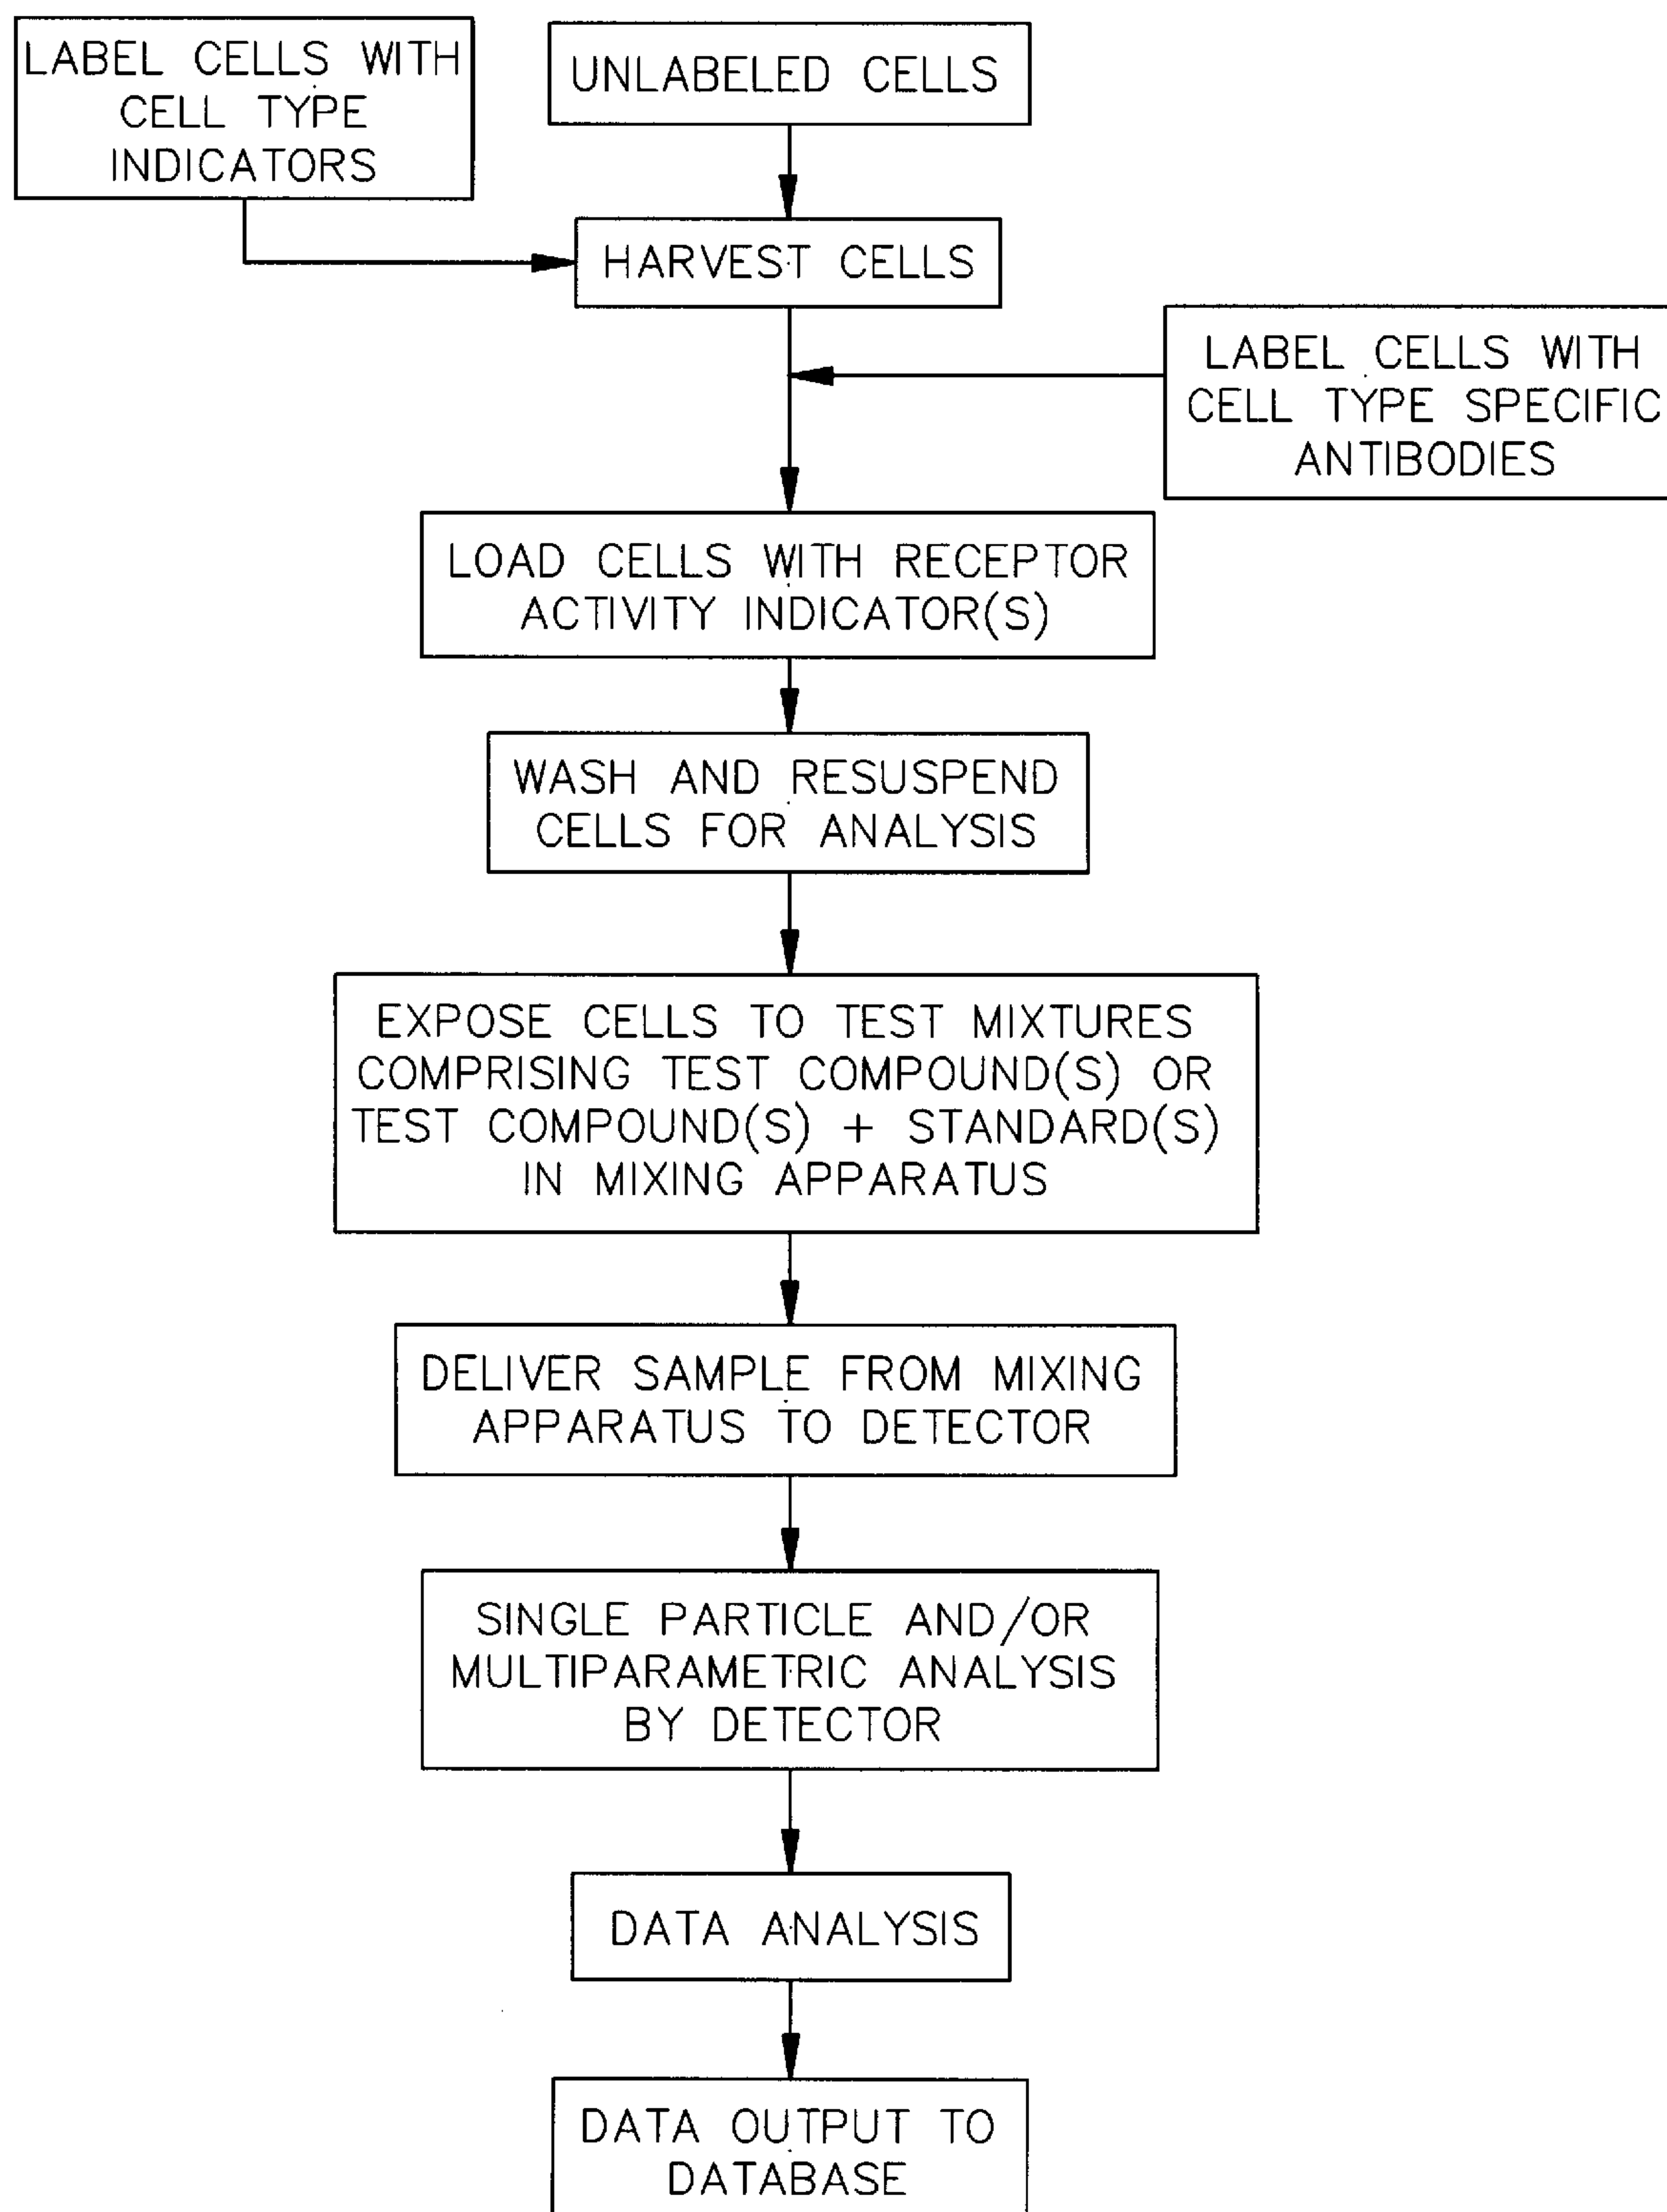 LABEL CELLS WITH
CELL TYPE
INDICATORS
UNLABELED CELLS
HARVEST CELLS
LABEL CELLS WITH
CELL TYPE SPECIFIC
ANTIBODIES
LOAD CELLS WITH RECEPTOR
ACTIVITY INDICATOR(S)
WASH AND RESUSPEND
CELLS FOR ANALYSIS
EXPOSE CELLS TO TEST MIXTURES
COMPRISING TEST COMPOUND(S) OR
TEST COMPOUND(S) + STANDARD(S)
IN MIXING APPARATUS
DELIVER SAMPLE FROM MIXING
APPARATUS TO DETECTOR
SINGLE PARTICLE AND/OR
MULTIPARAMETRIC ANALYSIS
BY DETECTOR
DATA ANALYSIS
DATA OUTPUT TO
DATABASE